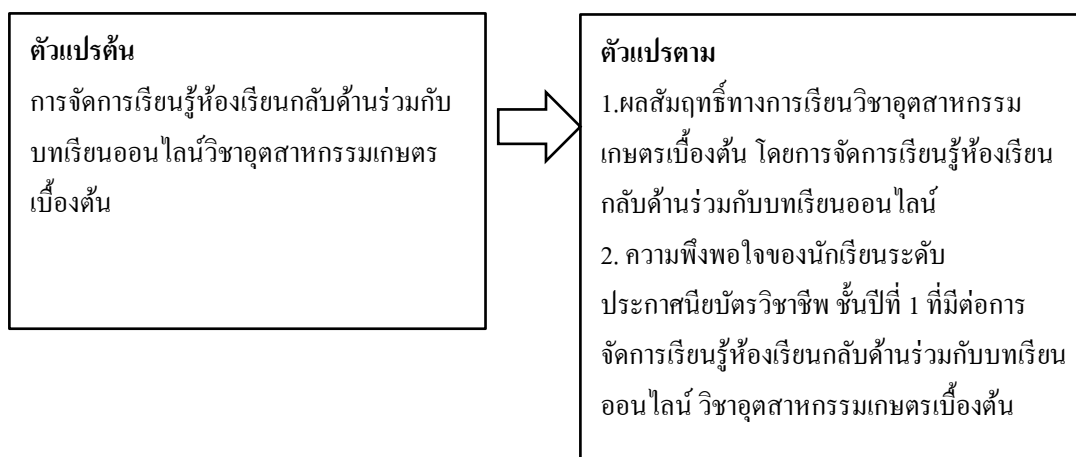 ตัวแปรต้น
การจัดการเรียนรู้ห้องเรียนกลับด้านร่วมกับ
บทเรียนออนไลน์วิชาอุตสาหกรรมเกษตร
เบื้องต้น
ตัวแปรตาม
1.ผลสัมฤทธิ์ทางการเรียนวิชาอุตสาหกรรม
เกษตรเบื้องต้น โดยการจัดการเรียนรู้ห้องเรียน
กลับด้านร่วมกับบทเรียนออนไลน์
2. ความพึงพอใจของนักเรียนระดับ
ประกาศนียบัตรวิชาชีพ ชั้นปีที่ 1 ที่มีต่อการ
จัดการเรียนรู้ห้องเรียนกลับด้านร่วมกับบทเรียน
ออนไลน์ วิชาอุตสาหกรรมเกษตรเบื้องต้น